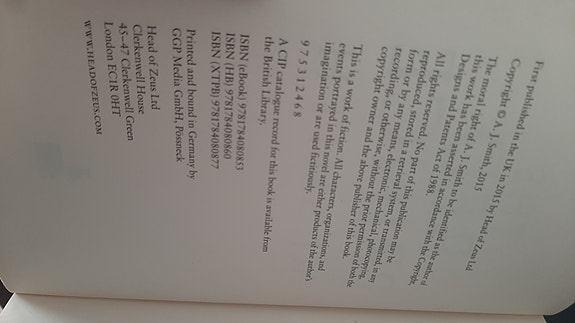 First published in the UK in 2015 by Head of Zeus Ltd
Copyright © A. J. Smith, 2015
The moral right of A. J. Smith to be identified as the author of
this work has been asserted in accordance with the Copyright,
Designs and Patents Act of 1988.
All rights reserved. No part of this publication may be
reproduced, stored in a retrieval system, or transmitted, in any
form or by any means, electronic, mechanical, photocopying,
recording, or otherwise, without the prior permission of both the
copyright owner and the above publisher of this book.
This is a work of fiction. All characters, organizations, and
events portrayed in this novel are either products of the author's
imagination or are used fictitiously.
9 7 5 3 1 2 4 6 8
A CIP catalogue record for this book is available from
the British Library.
ISBN (eBook) 9781784080853
ISBN (HB) 9781784080860
ISBN (XTPB) 9781784080877
Printed and bound in Germany by
GGP Media GmbH, Pössneck
Head of Zeus Ltd
Clerkenwell House
45–47 Clerkenwell Green
London EC1R 0HT
WWW.HEADOFZEUS.COM